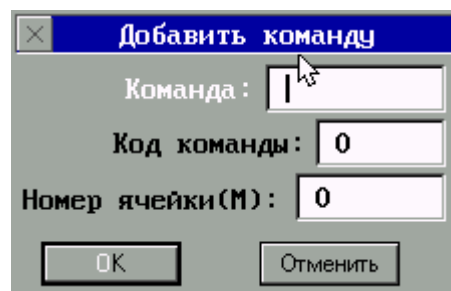 Добавить команду
Команда:
Код команды: 0
Номер ячейки(М): 0
OK Отменить